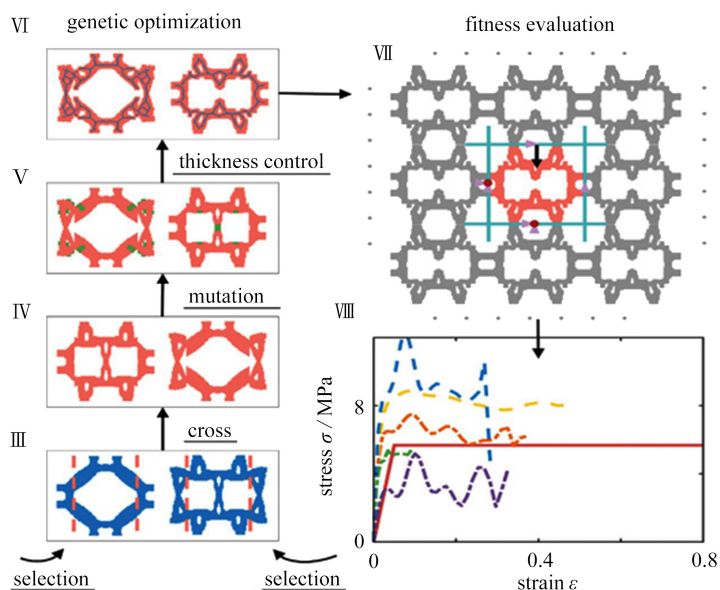 Ⅵ genetic optimization
fitness evaluation
Ⅶ
thickness control
Ⅴ
mutation
Ⅳ
cross
Ⅲ
selection
selection
Ⅷ
stress σ / MPa
8
0
0
0.4
0.8
strain ε